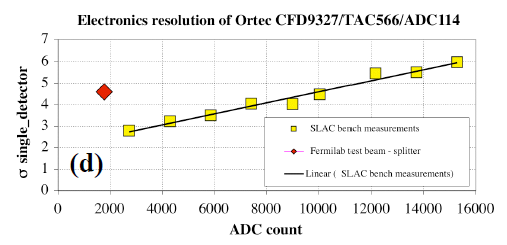 Electronics resolution of Ortec CFD9327/TAC566/ADC114
7
6
5
4
3
2
1
0
σ single_detector
(d)
SLAC bench measurements
Fermilab test beam - splitter
Linear ( SLAC bench measurements)
0 2000 4000 6000 8000 10000 12000 14000 16000
ADC count